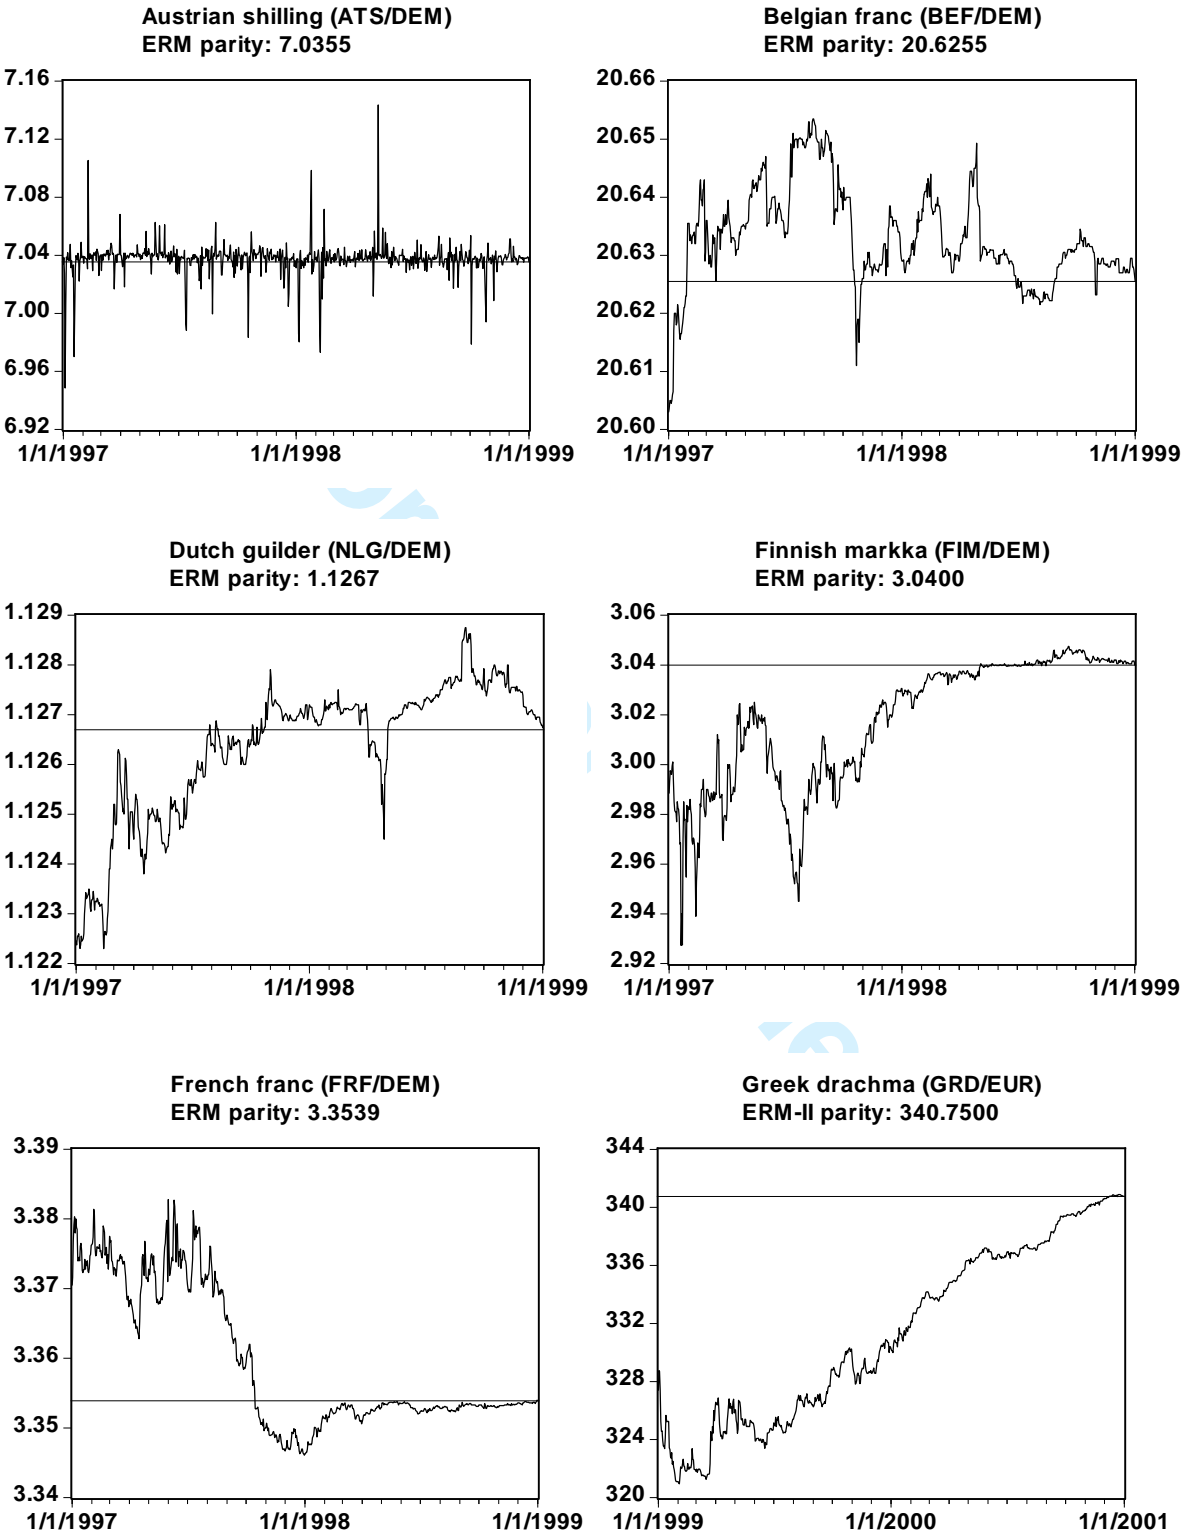 Austrian shilling (ATS/DEM)
ERM parity: 7.0355
7.16
7.12
7.08
7.04
7.00
6.96
6.92
1/1/1997 1/1/1998 1/1/1999
Belgian franc (BEF/DEM)
ERM parity: 20.6255
20.66
20.65
20.64
20.63
20.62
20.61
20.60
1/1/1997 1/1/1998 1/1/1999
Dutch guilder (NLG/DEM)
ERM parity: 1.1267
1.129
1.128
1.127
1.126
1.125
1.124
1.123
1.122
1/1/1997 1/1/1998 1/1/1999
Finnish markka (FIM/DEM)
ERM parity: 3.0400
3.06
3.04
3.02
3.00
2.98
2.96
2.94
2.92
1/1/1997 1/1/1998 1/1/1999
French franc (FRF/DEM)
ERM parity: 3.3539
3.39
3.38
3.37
3.36
3.35
3.34
1/1/1997 1/1/1998 1/1/1999
Greek drachma (GRD/EUR)
ERM-II parity: 340.7500
344
340
336
332
328
324
320
1/1/1999 1/1/2000 1/1/2001